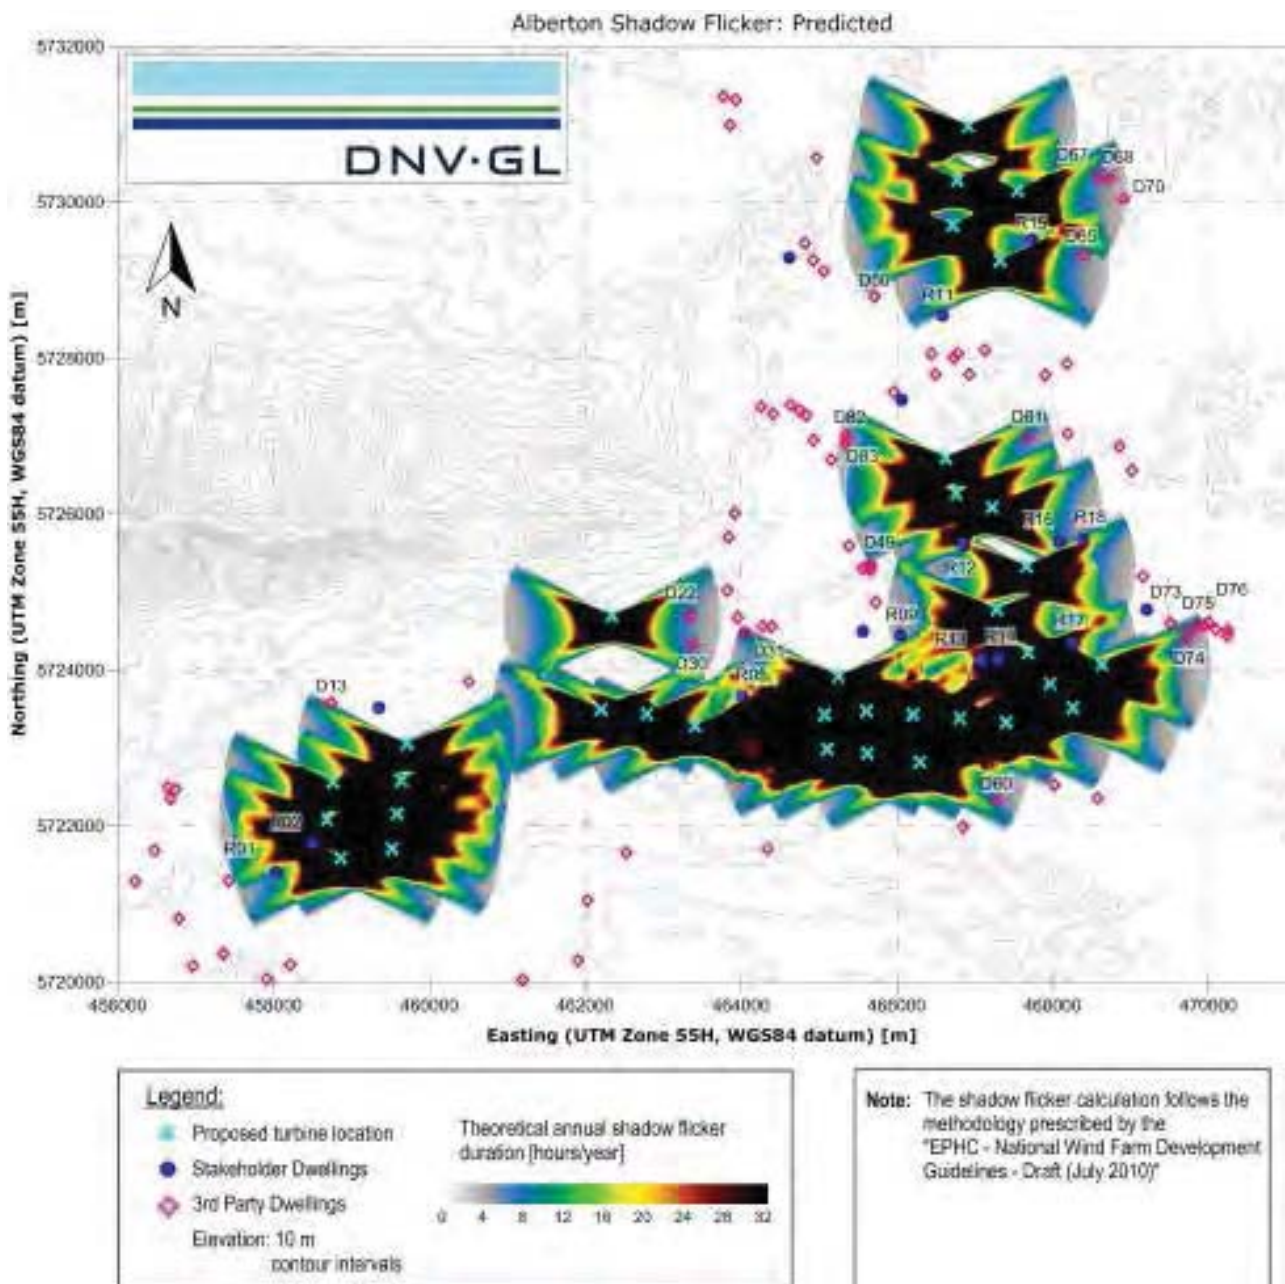 Alberton Shadow Flicker: Predicted
DNV·GL
N
5732000
5730000
5728000
5726000
5724000
5722000
5720000
Northing (UTM Zone 55H, WGS84 datum) [m]
D67
D68
D70
R15
D65
D50
R11
D82
D81
D83
R16
R18
D49
R12
D73
D76
D75
D22
R09
R17
D31
D30
D74
R08
D13
D60
R02
R01
456000
458000
460000
462000
464000
466000
468000
470000
Easting (UTM Zone 55H, WGS84 datum) [m]
Legend:
Proposed turbine location
Stakeholder Dwellings
3rd Party Dwellings
Elevation: 10 m
contour intervals
Theoretical annual shadow flicker
duration [hours/year]
0 4 8 12 16 20 24 28 32
Note: The shadow flicker calculation follows the
methodology prescribed by the
"EPHC - National Wind Farm Development
Guidelines - Draft (July 2010)"